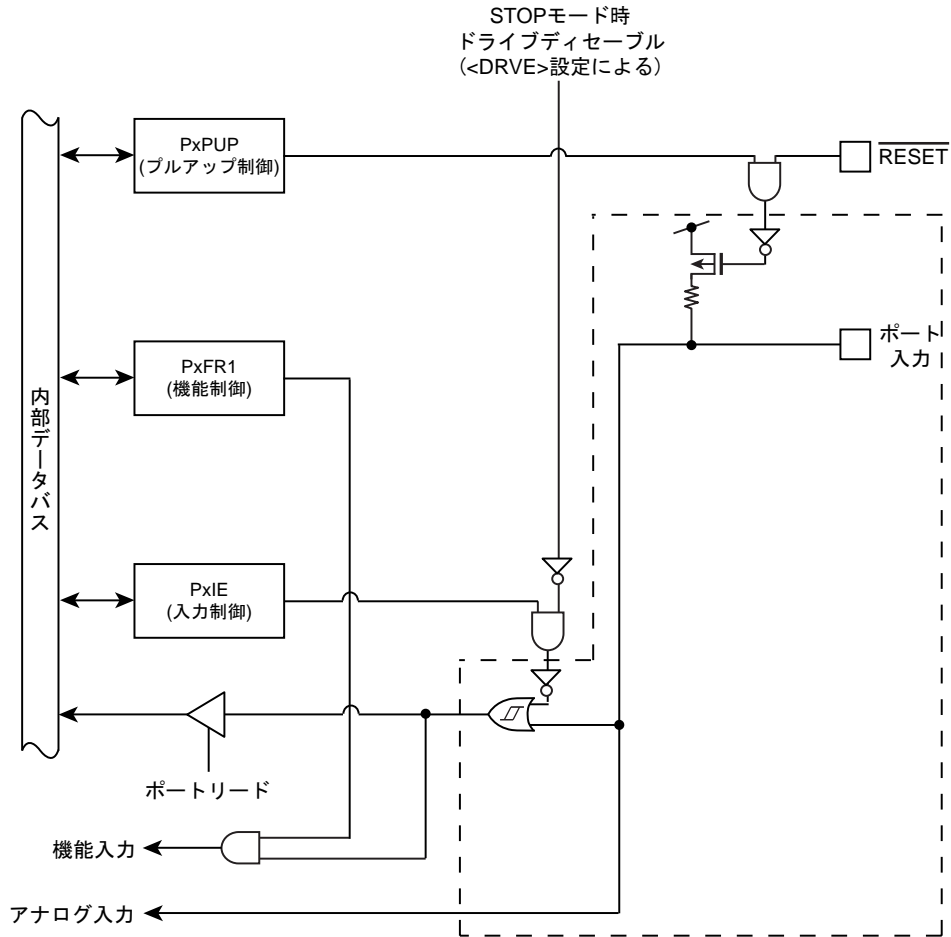 STOPモード時
ドライブディセーブル
(<DRVE>設定による)
PxPUP
(プルアップ制御)
RESET
ポート
入力
PxFR1
(機能制御)
内部データバス
PxIE
(入力制御)
ポートリード
機能入力
アナログ入力